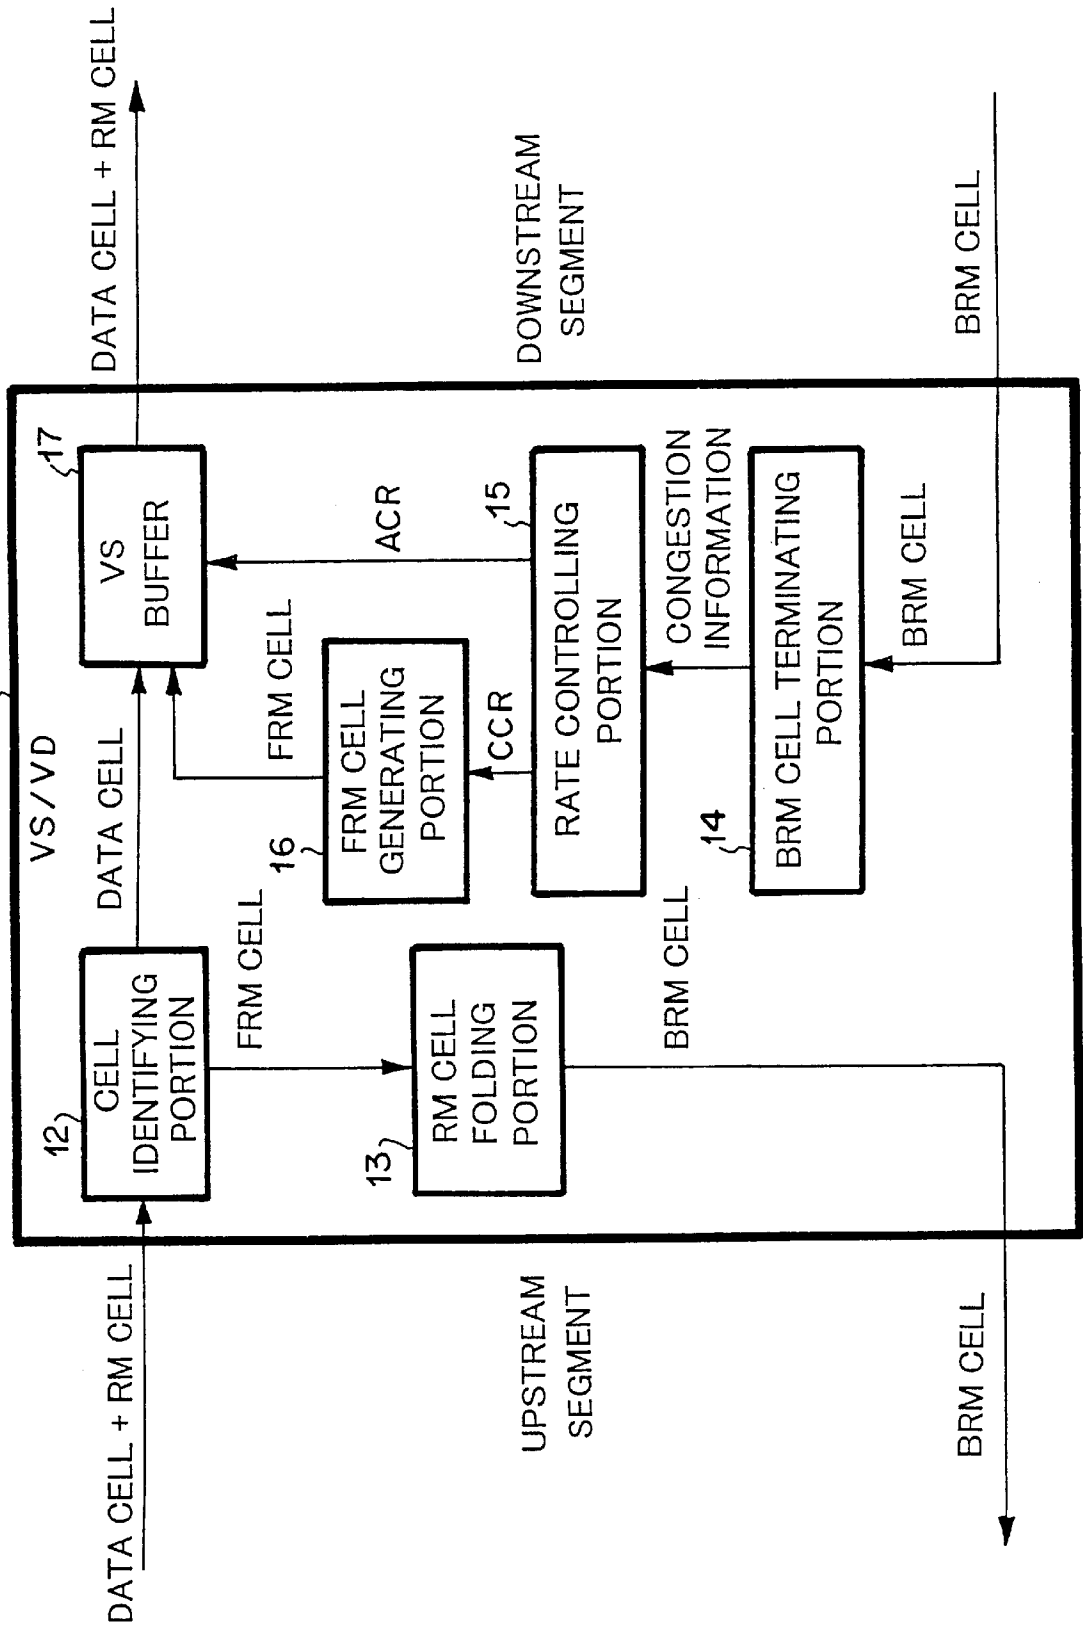 VS/VD
DATA CELL + RM CELL
12
CELL
IDENTIFYING
PORTION
DATA CELL
17
VS
BUFFER
DATA CELL + RM CELL
FRM CELL
FRM CELL
ACR
16
FRM CELL
GENERATING
PORTION
13
RM CELL
FOLDING
PORTION
CCR
15
RATE CONTROLLING
PORTION
UPSTREAM
SEGMENT
DOWNSTREAM
SEGMENT
BRM CELL
CONGESTION
INFORMATION
14
BRM CELL TERMINATING
PORTION
BRM CELL
BRM CELL
BRM CELL